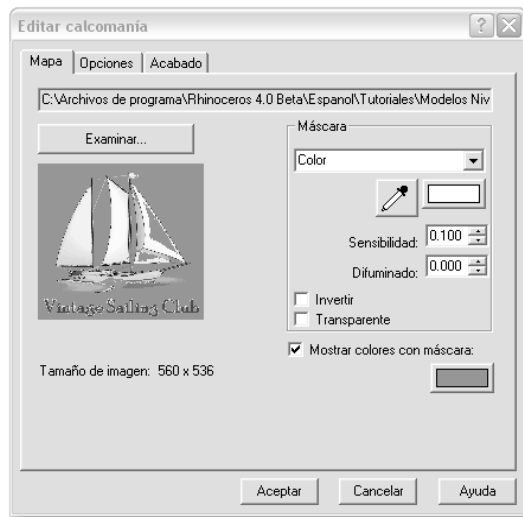 Editar calcomanía
Mapa Opciones Acabado
C:\Archivos de programa\Rhinoceros 4.0 Beta\Espanol\Tutoriales\Modelos Niv
Examinar...
Vintage Sailing Club
Tamaño de imagen: 560 x 536
Máscara
Color
Sensibilidad: 0.100
Difuminado: 0.000
Invertir
Transparente
Mostrar colores con máscara:
Aceptar Cancelar Ayuda